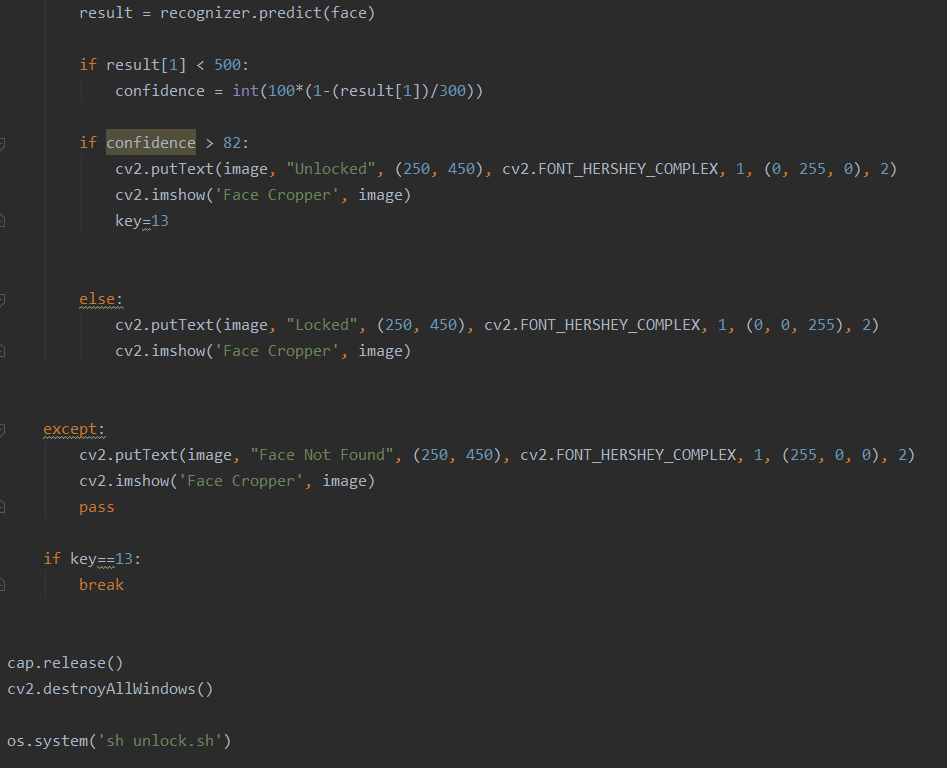 result = recognizer.predict(face)
if result[1] < 500:
confidence = int(100*(1-(result[1])/300))
if confidence > 82:
cv2.putText(image, "Unlocked", (250, 450), cv2.FONT_HERSHEY_COMPLEX, 1, (0, 255, 0), 2)
cv2.imshow('Face Cropper', image)
key=13
else:
cv2.putText(image, "Locked", (250, 450), cv2.FONT_HERSHEY_COMPLEX, 1, (0, 0, 255), 2)
cv2.imshow('Face Cropper', image)
except:
cv2.putText(image, "Face Not Found", (250, 450), cv2.FONT_HERSHEY_COMPLEX, 1, (255, 0, 0), 2)
cv2.imshow('Face Cropper', image)
pass
if key==13:
break
cap.release()
cv2.destroyAllWindows()
os.system('sh unlock.sh')